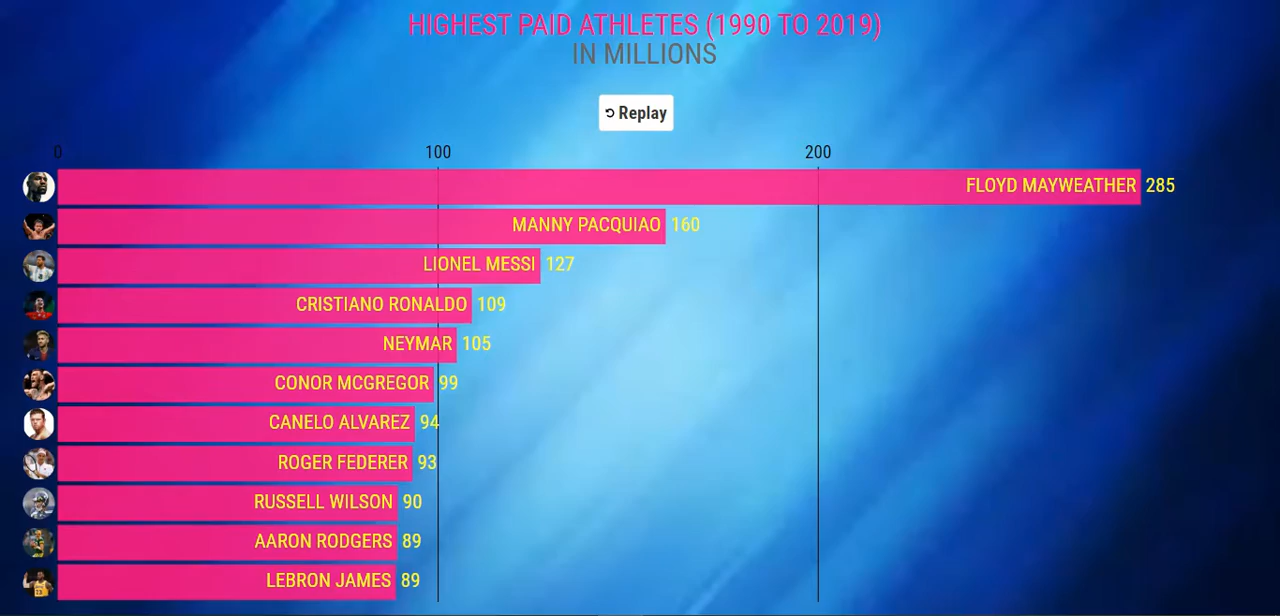 HIGHEST PAID ATHLETES (1990 TO 2019)
IN MILLIONS
Replay
0 100 200
FLOYD MAYWEATHER 285
MANNY PACQUIAO 160
LIONEL MESSI 127
CRISTIANO RONALDO 109
NEYMAR 105
CONOR MCGREGOR 99
CANELO ALVAREZ 94
ROGER FEDERER 93
RUSSELL WILSON 90
AARON RODGERS 89
LEBRON JAMES 89